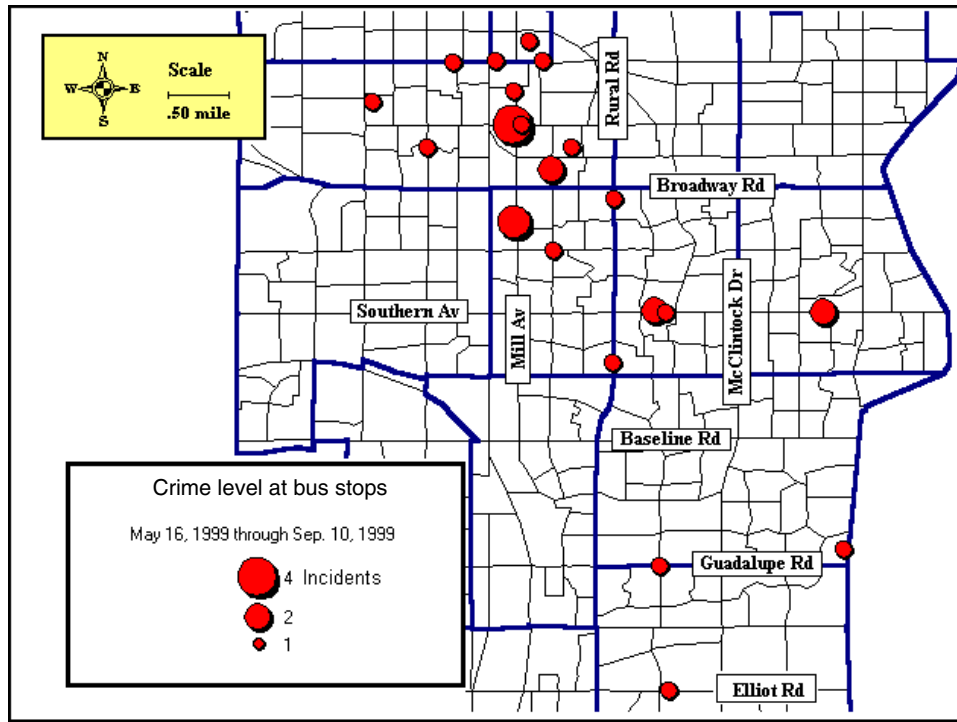 N
W E
S
Scale
.50 mile
Rural Rd
Broadway Rd
Southern Av
Mill Av
McClintock Dr
Baseline Rd
Crime level at bus stops
May 16, 1999 through Sep. 10, 1999
4 Incidents
2
1
Guadalupe Rd
Elliot Rd